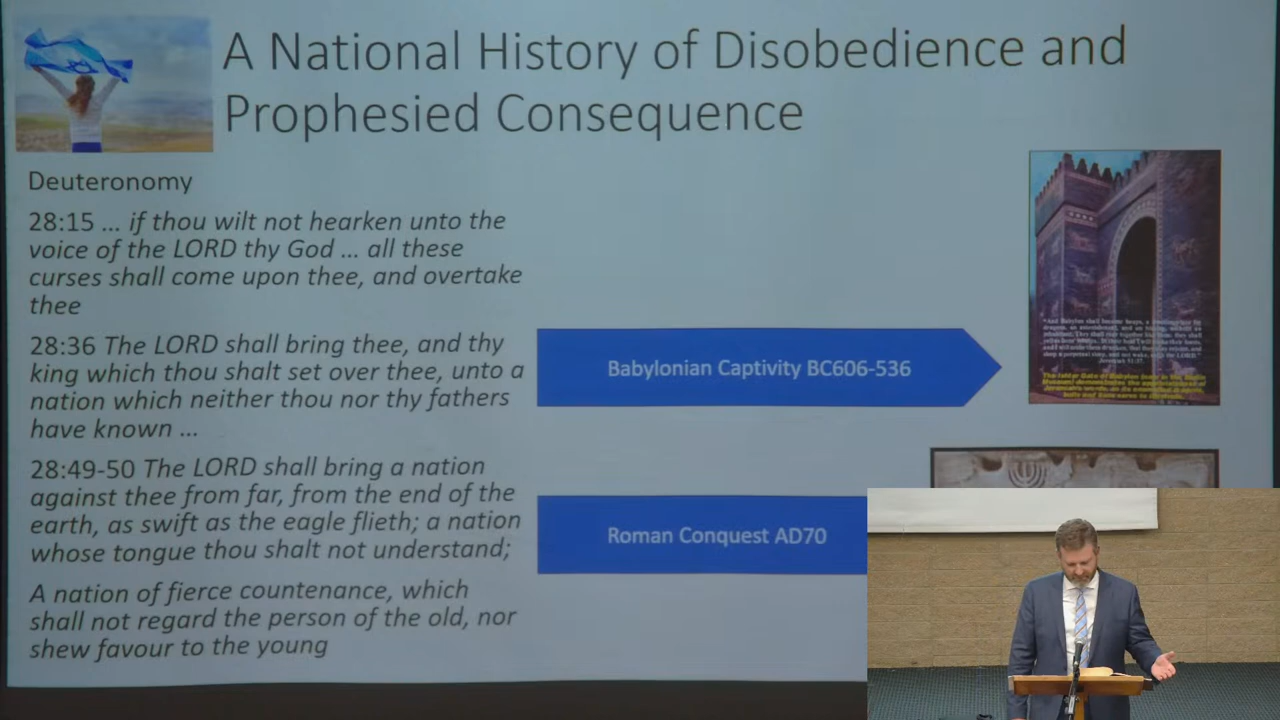 A National History of Disobedience and
Prophesied Consequence
Deuteronomy
28:15 … if thou wilt not hearken unto the
voice of the LORD thy God … all these
curses shall come upon thee, and overtake
thee
28:36 The LORD shall bring thee, and thy
king which thou shalt set over thee, unto a
nation which neither thou nor thy fathers
have known …
28:49-50 The LORD shall bring a nation
against thee from far, from the end of the
earth, as swift as the eagle flieth; a nation
whose tongue thou shalt not understand;
A nation of fierce countenance, which
shall not regard the person of the old, nor
shew favour to the young
Babylonian Captivity BC606-536
Roman Conquest AD70